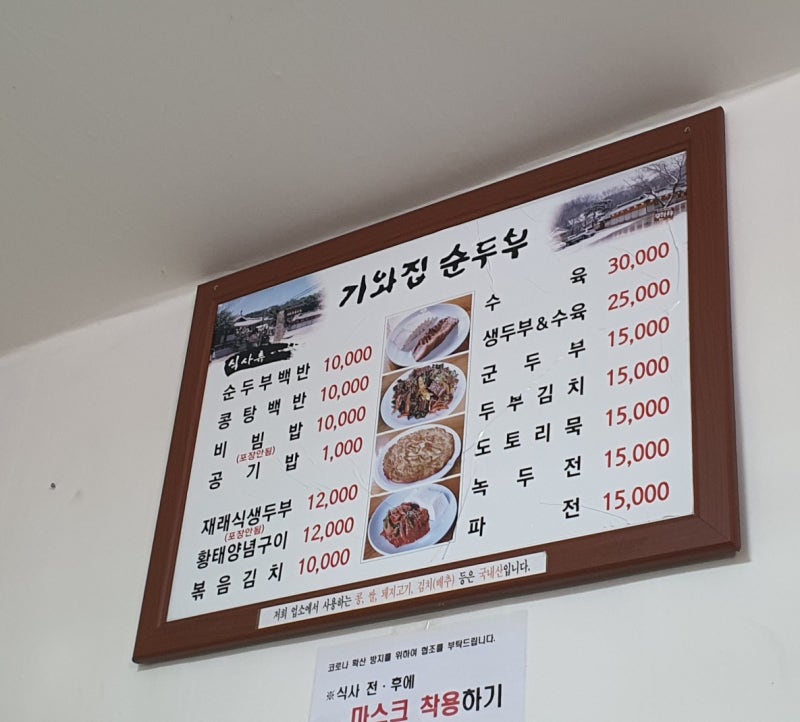 기와집 순두부
식사류
순두부백반 10,000
콩탕백반 10,000
비빔밥 10,000
(포장안됨)
공기밥 1,000
재래식생두부 12,000
(포장안됨)
황태양념구이 12,000
볶음김치 10,000
수육 30,000
생두부&수육 25,000
군두부 15,000
두부김치 15,000
도토리묵 15,000
녹두전 15,000
파전 15,000
저희 업소에서 사용하는 콩, 쌀, 돼지고기, 김치(배추) 등은 국내산입니다.
코로나 확산 방지를 위하여 협조를 부탁드립니다.
※식사 전·후에
마스크 착용하기